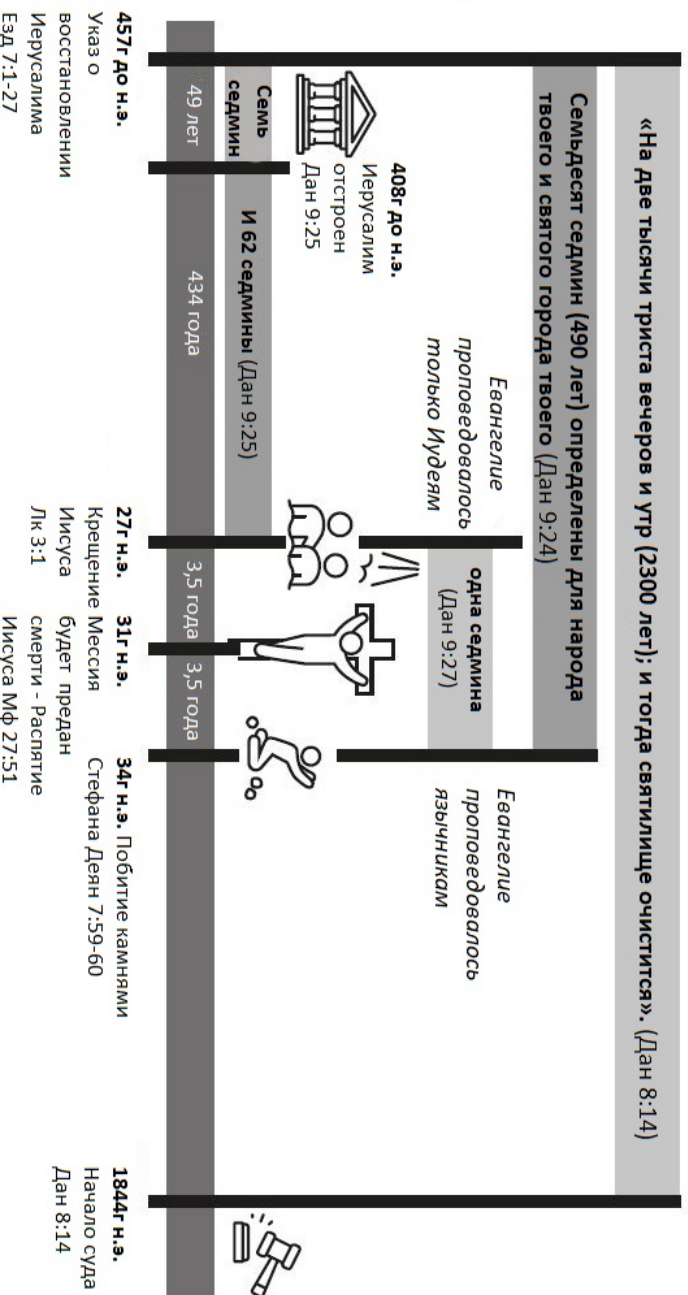 «На две тысячи триста вечеров и утр (2300 лет); и тогда святилище очистится». (Дан 8:14)
Семьдесят седмин (490 лет) определены для народа
твоего и святого города твоего (Дан 9:24)
Евангелие
проповедовалось
только Иудеям
одна седмина
(Дан 9:27)
Евангелие
проповедовалось
язычникам
408г до н.э.
Иерусалим
отстроен
Дан 9:25
Семь
седмин
И 62 седмины (Дан 9:25)
49 лет
434 года
3,5 года
3,5 года
457г до н.э.
Указ о
восстановлении
Иерусалима
Езд 7:1-27
27г н.э.
Крещение
Иисуса
Лк 3:1
31г н.э.
Мессия
будет предан
смерти - Распятие
Иисуса Мф 27:51
34г н.э. Побитие камнями
Стефана Деян 7:59-60
1844г н.э.
Начало суда
Дан 8:14